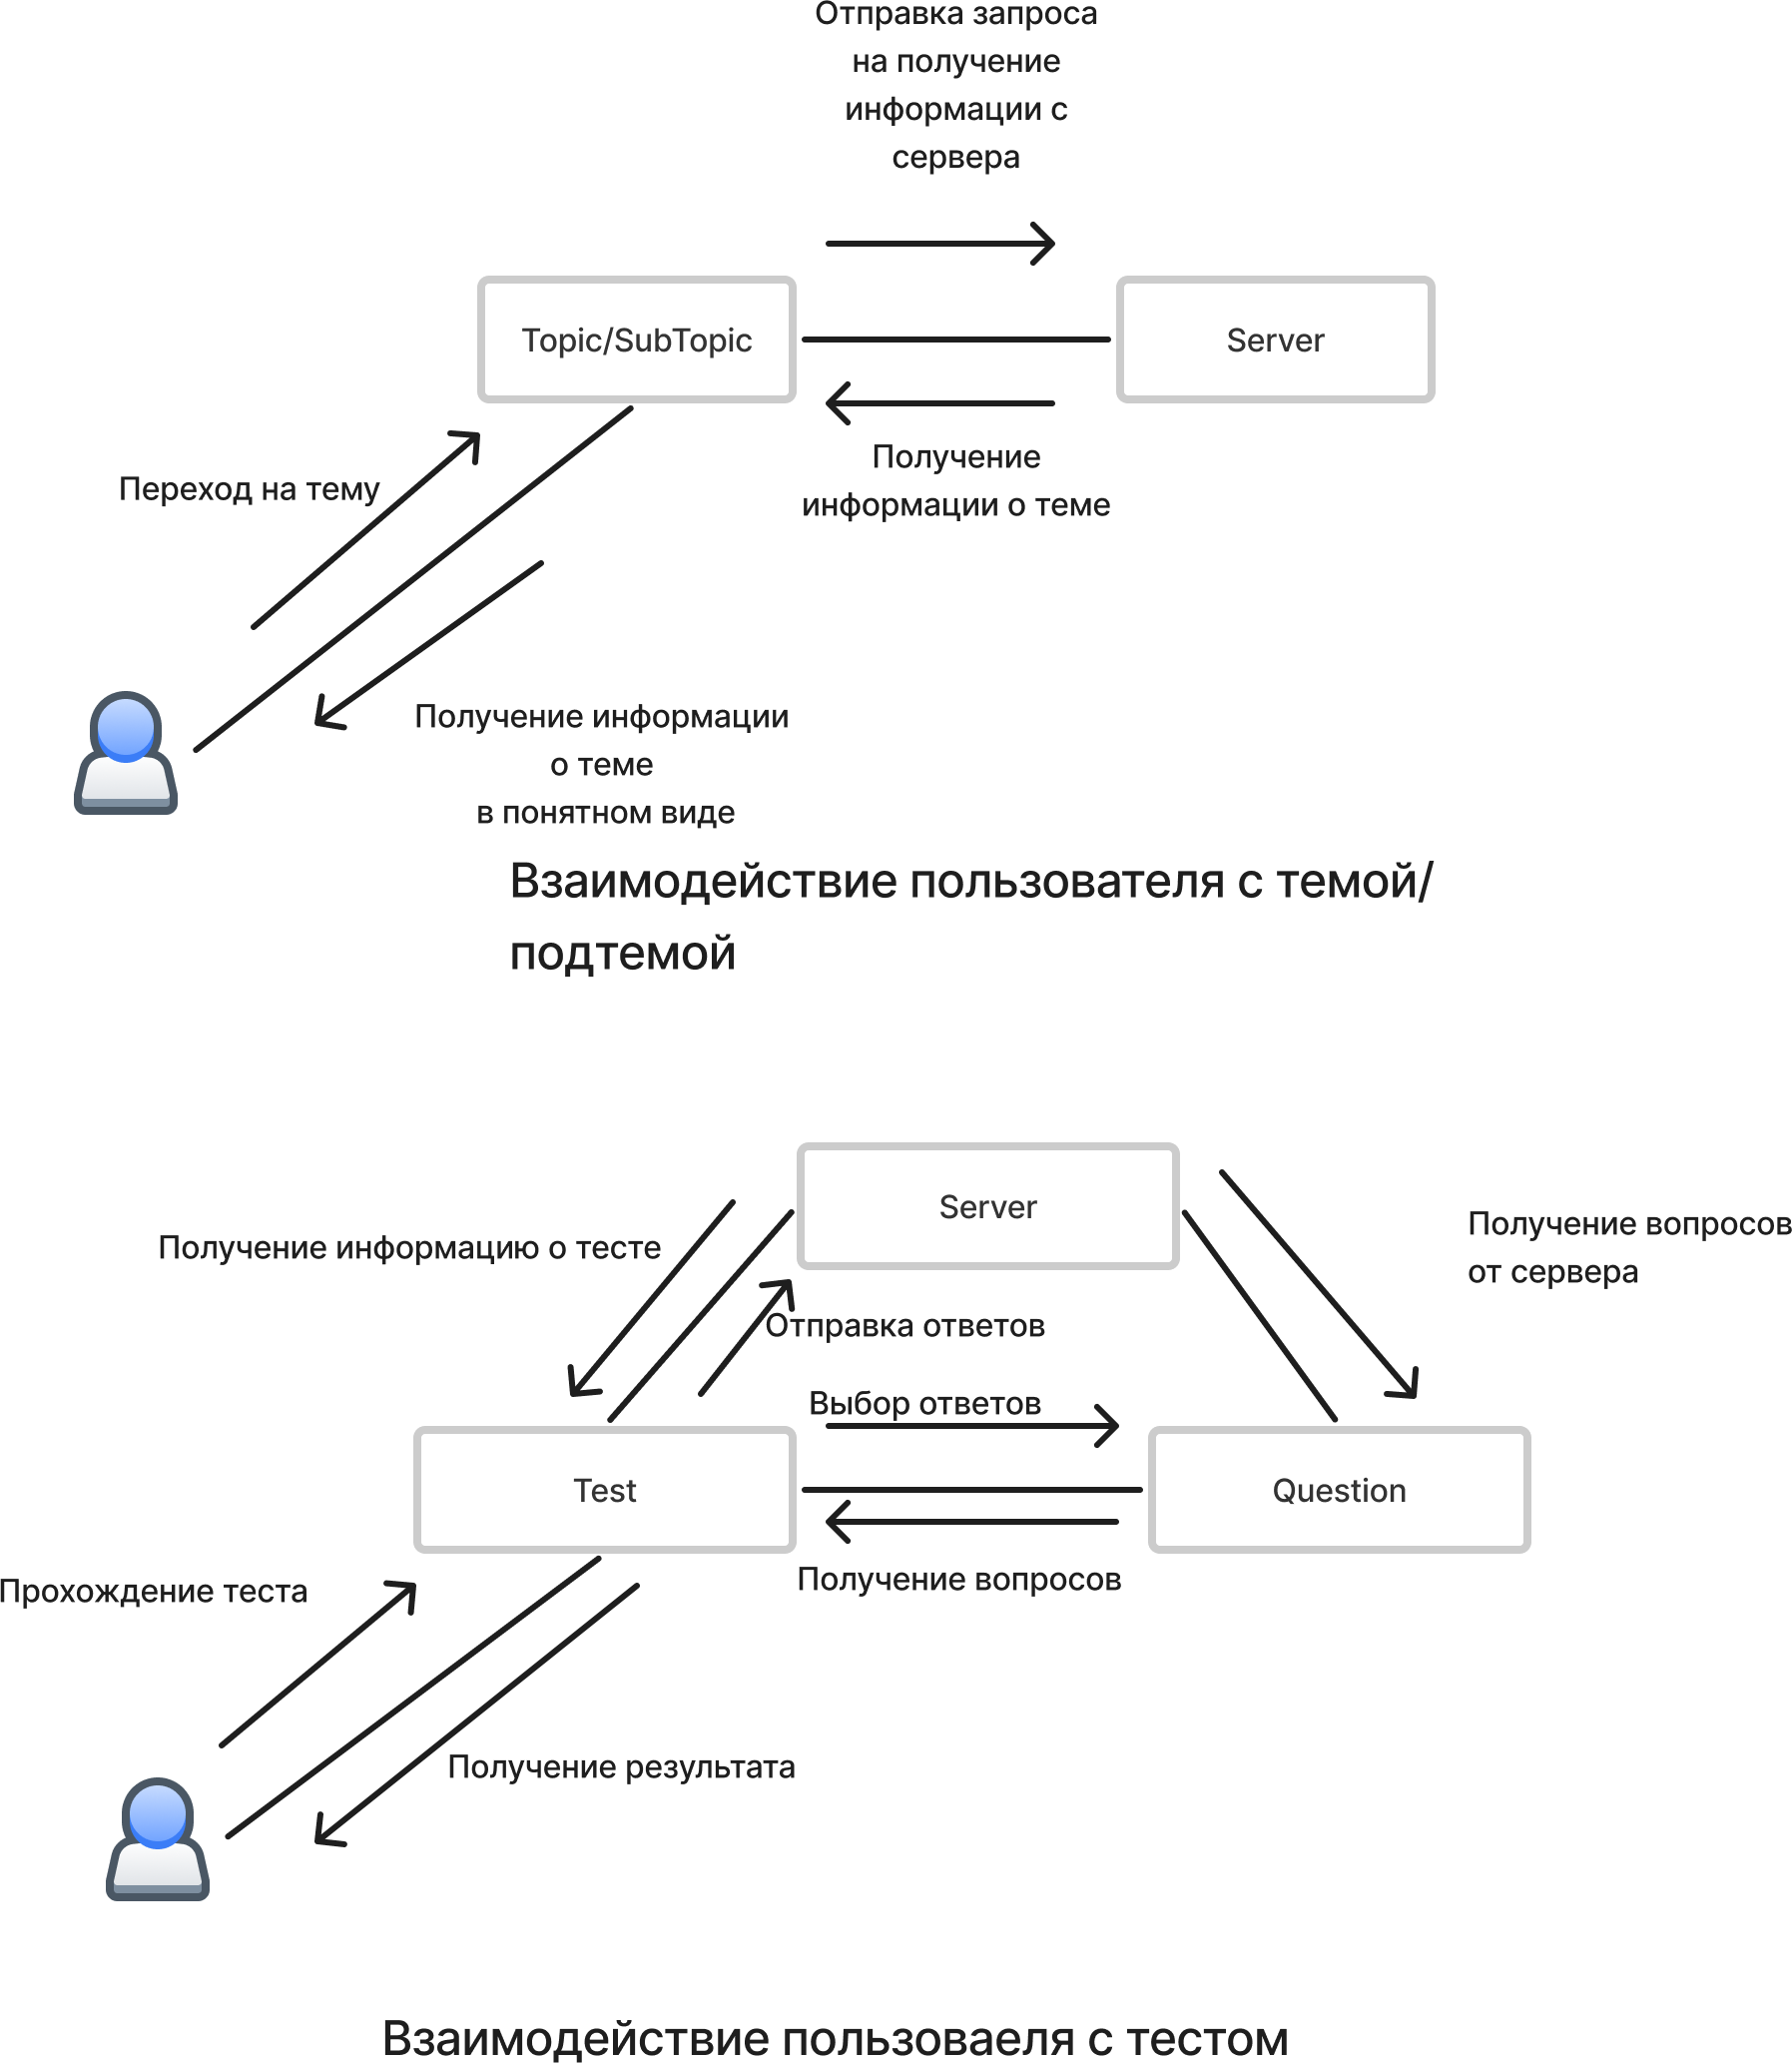 Отправка запроса
на получение
информации с
сервера
Topic/SubTopic
Server
Получение
информации о теме
Переход на тему
Получение информации
о теме
в понятном виде
Взаимодействие пользователя с темой/
подтемой
Server
Получение информацию о тесте
Получение вопросов
от сервера
Отправка ответов
Выбор ответов
Test
Question
Получение вопросов
Прохождение теста
Получение результата
Взаимодействие пользоваеля с тестом